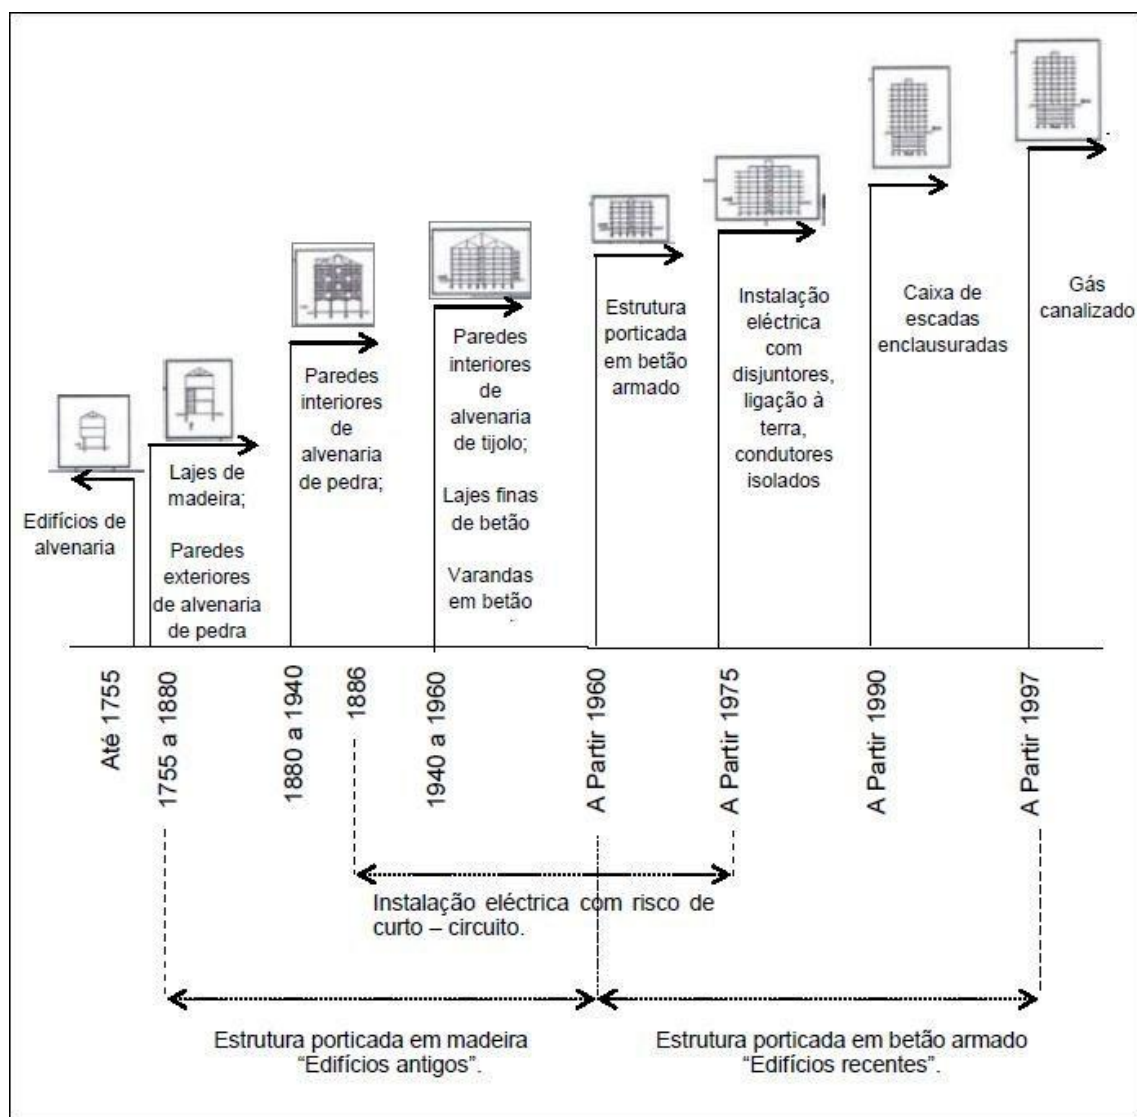 Edifícios de
alvenaria
Lajes de
madeira;
Paredes
exteriores
de alvenaria
de pedra
Paredes
interiores
de
alvenaria
de pedra;
Paredes
interiores
de
alvenaria
de tijolo;
Lajes finas
de betão
Varandas
em betão
Estrutura
porticada
em betão
armado
Instalação
eléctrica
com
disjuntores,
ligação à
terra,
condutores
isolados
Caixa de
escadas
enclausuradas
Gás
canalizado
Até 1755
1755 a 1880
1880 a 1940
1886
1940 a 1960
A Partir 1960
A Partir 1975
A Partir 1990
A Partir 1997
Instalação eléctrica com risco de
curto – circuito.
Estrutura porticada em madeira
“Edifícios antigos”.
Estrutura porticada em betão armado
“Edifícios recentes”.